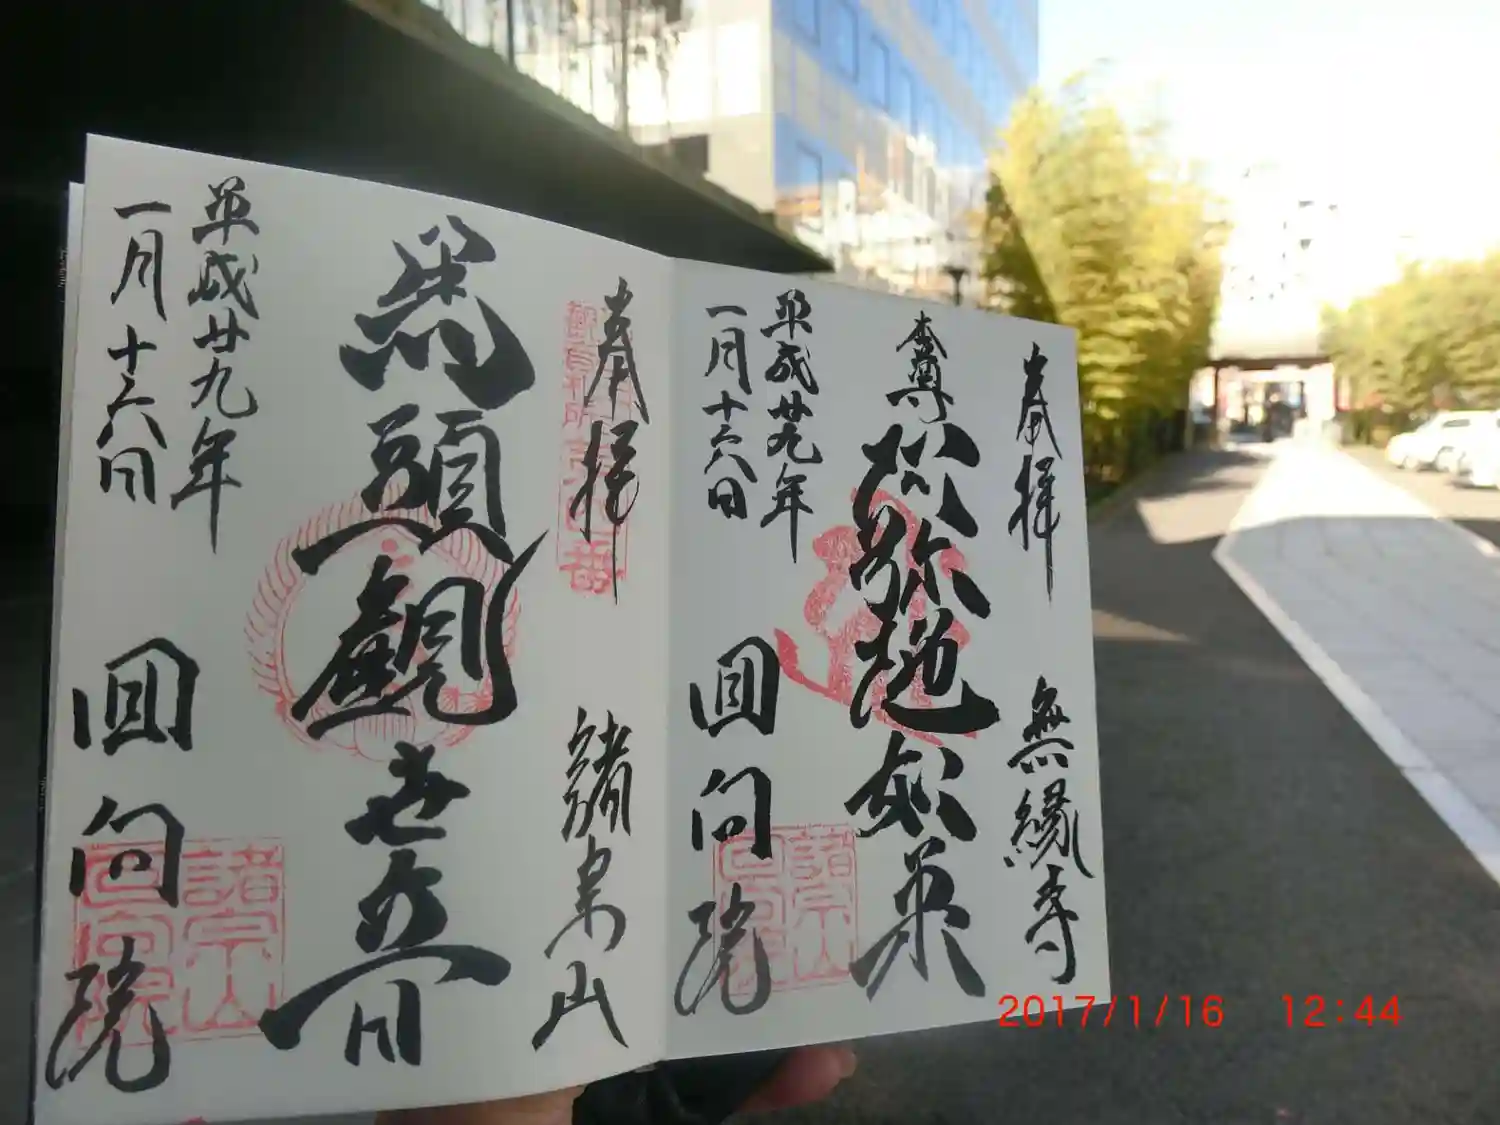 奉拝 無縁寺
本尊 阿弥陀如来
平成廿九年
一月十六日
回向院
諸宗山
回向院
奉拝 諸宗山
馬頭観世音
平成廿九年
一月十六日
回向院
諸宗山
回向院
2017/1/16 12:44